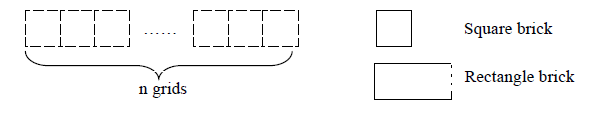 ......
Square brick
Rectangle brick
n grids